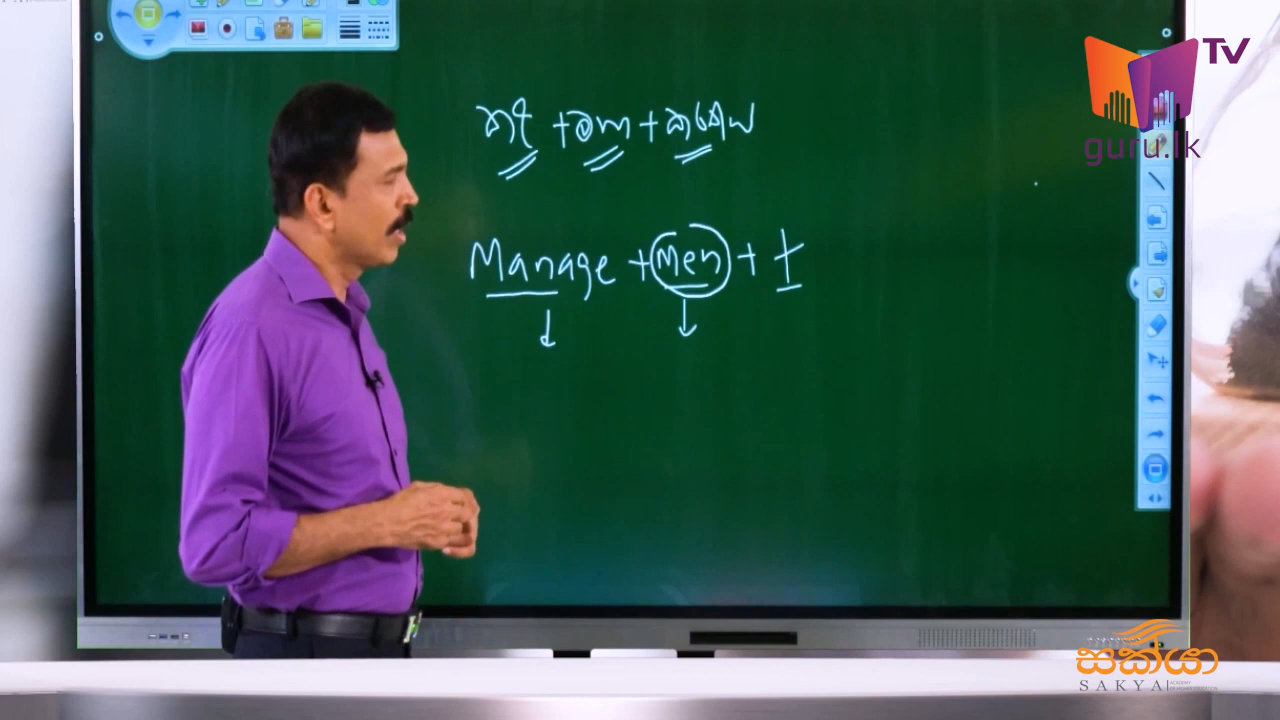 කළ + මනා + කරණය
Manage + Men + t
TV
guru.lk
සක්යා
SAKYA